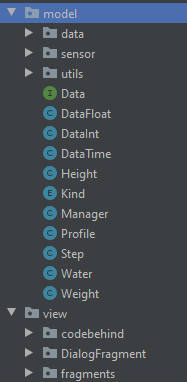 model
data
sensor
utils
I Data
C DataFloat
C DataInt
C DataTime
C Height
E Kind
C Manager
C Profile
C Step
C Water
C Weight
view
codebehind
DialogFragment
fragments